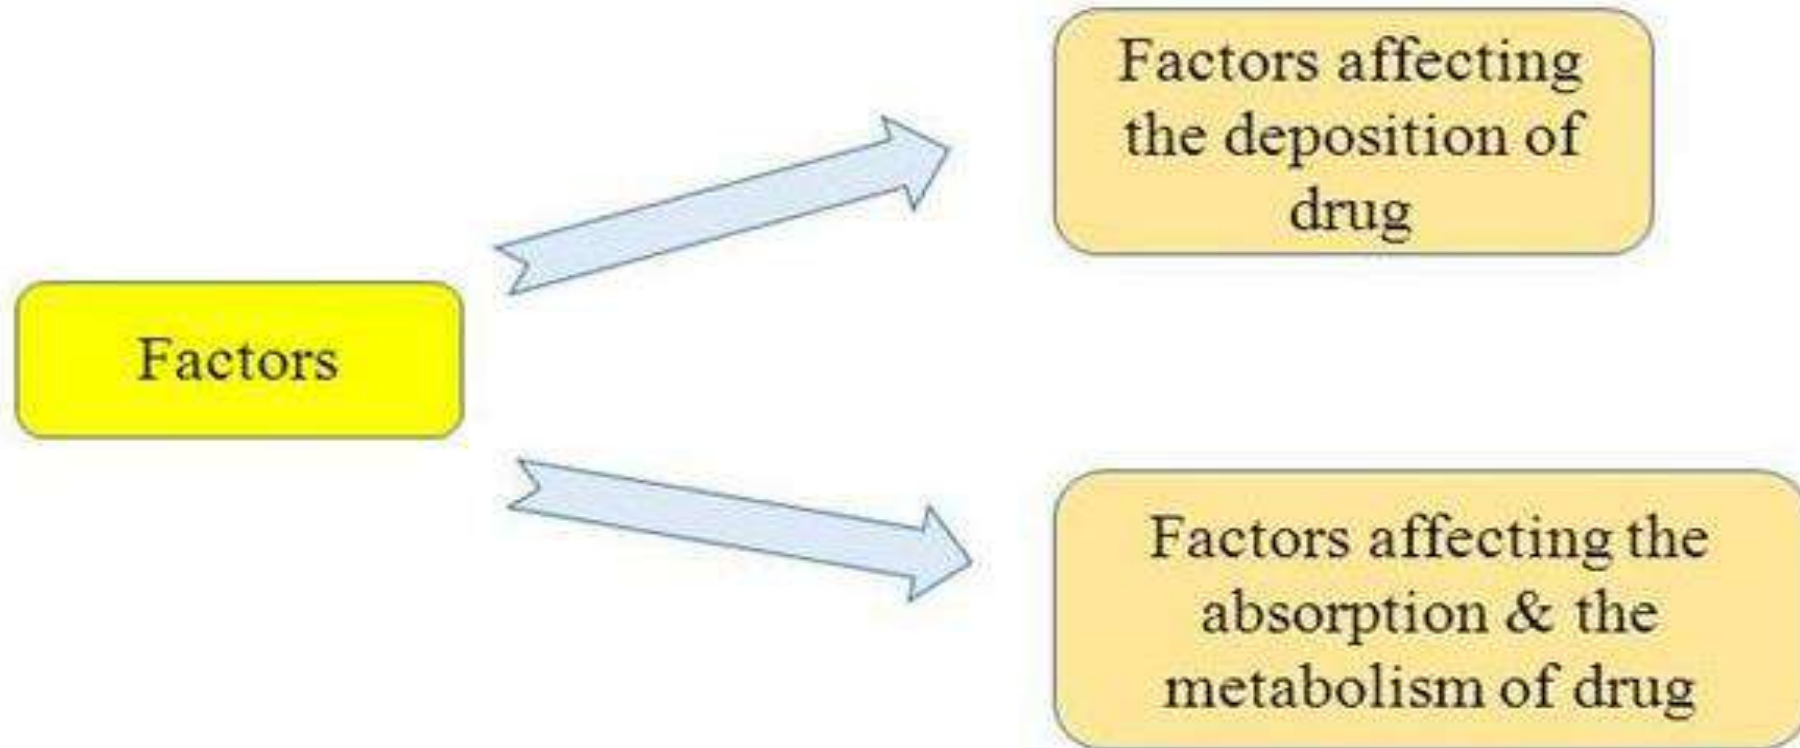 Factors affecting
the deposition of
drug
Factors
Factors affecting the
absorption & the
metabolism of drug